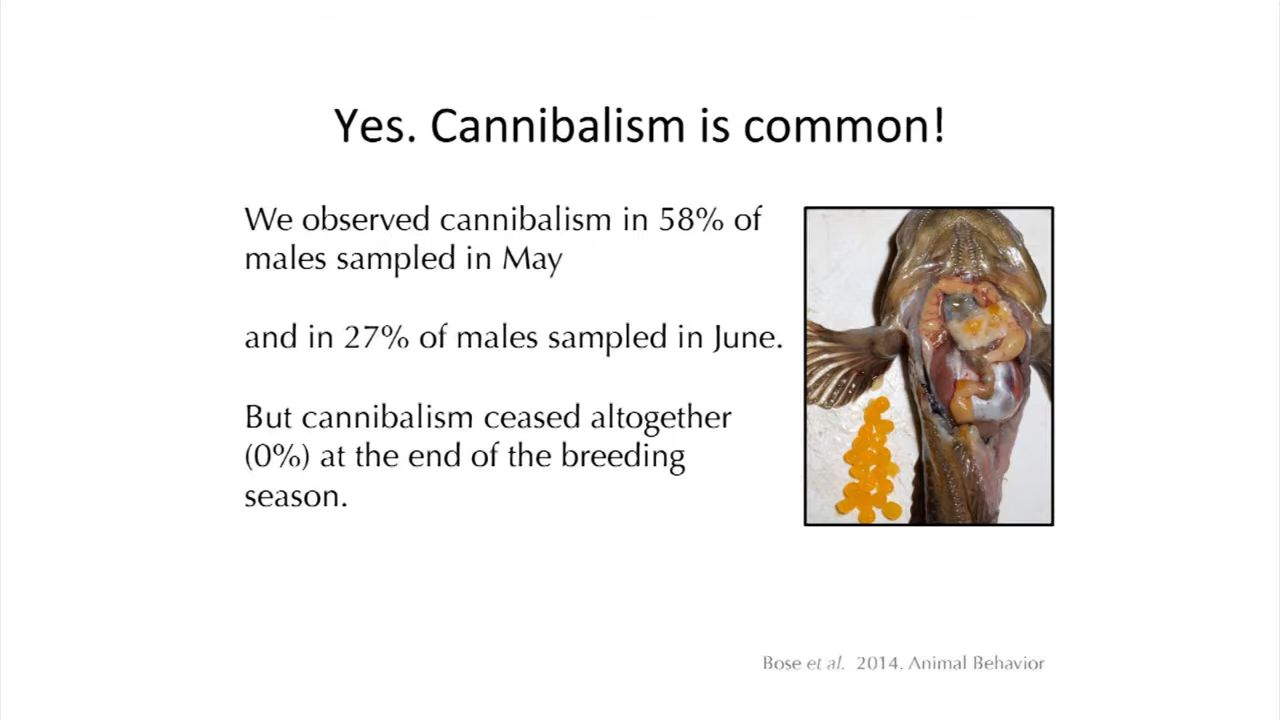 Yes. Cannibalism is common!
We observed cannibalism in 58% of
males sampled in May
and in 27% of males sampled in June.
But cannibalism ceased altogether
(0%) at the end of the breeding
season.
Bose et al.  2014. Animal Behavior